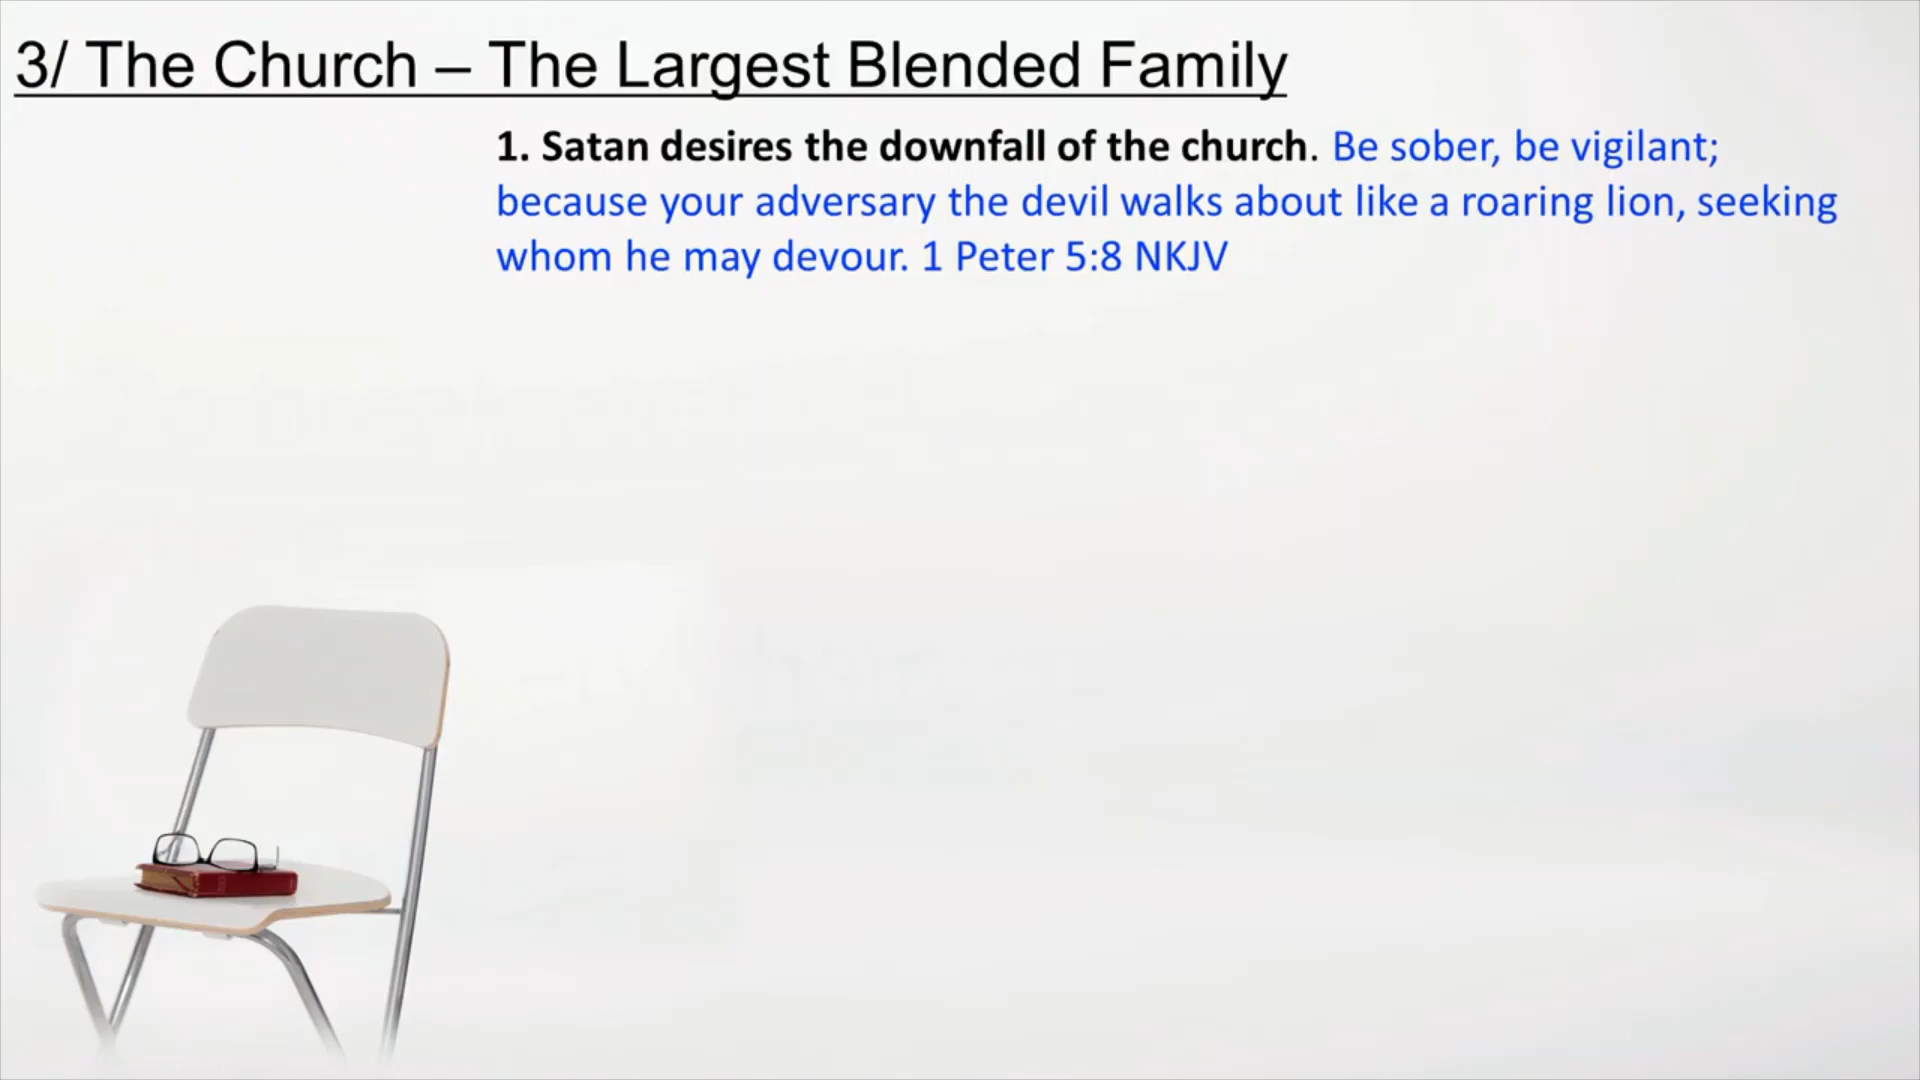 3/ The Church – The Largest Blended Family
1. Satan desires the downfall of the church. Be sober, be vigilant;
because your adversary the devil walks about like a roaring lion, seeking
whom he may devour. 1 Peter 5:8 NKJV